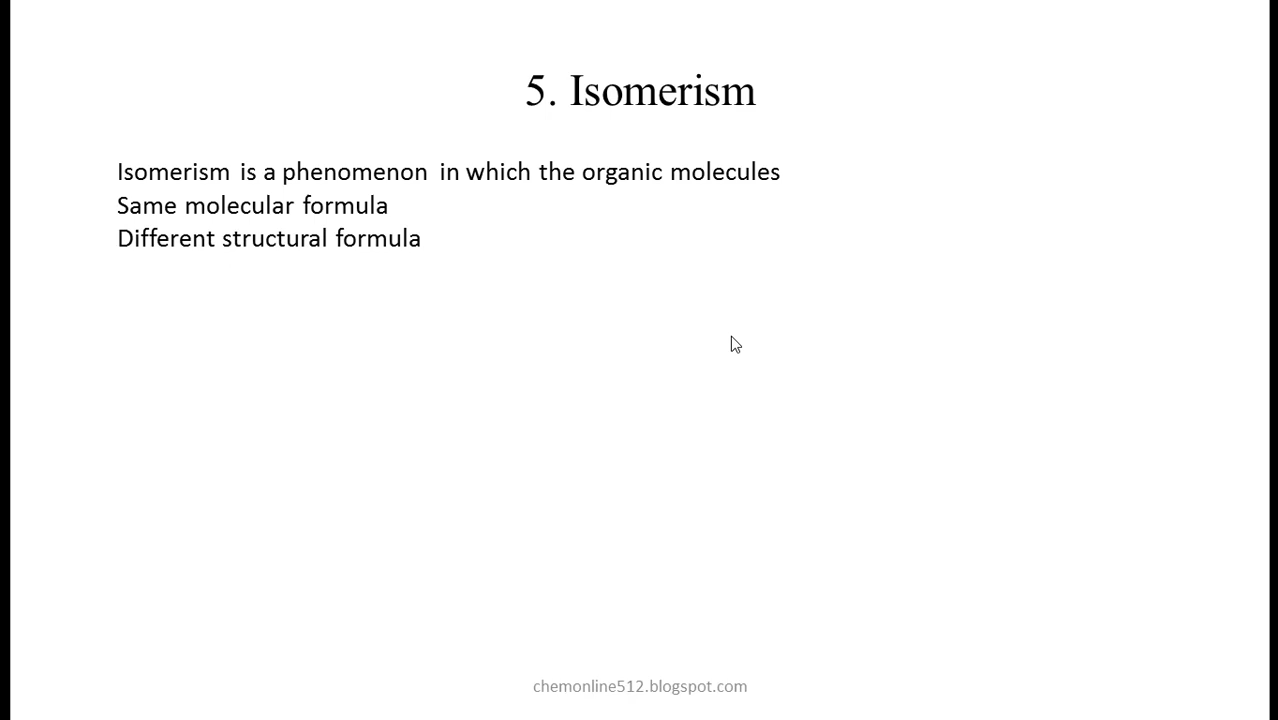 5. Isomerism
Isomerism is a phenomenon in which the organic molecules
Same molecular formula
Different structural formula
chemonline512.blogspot.com